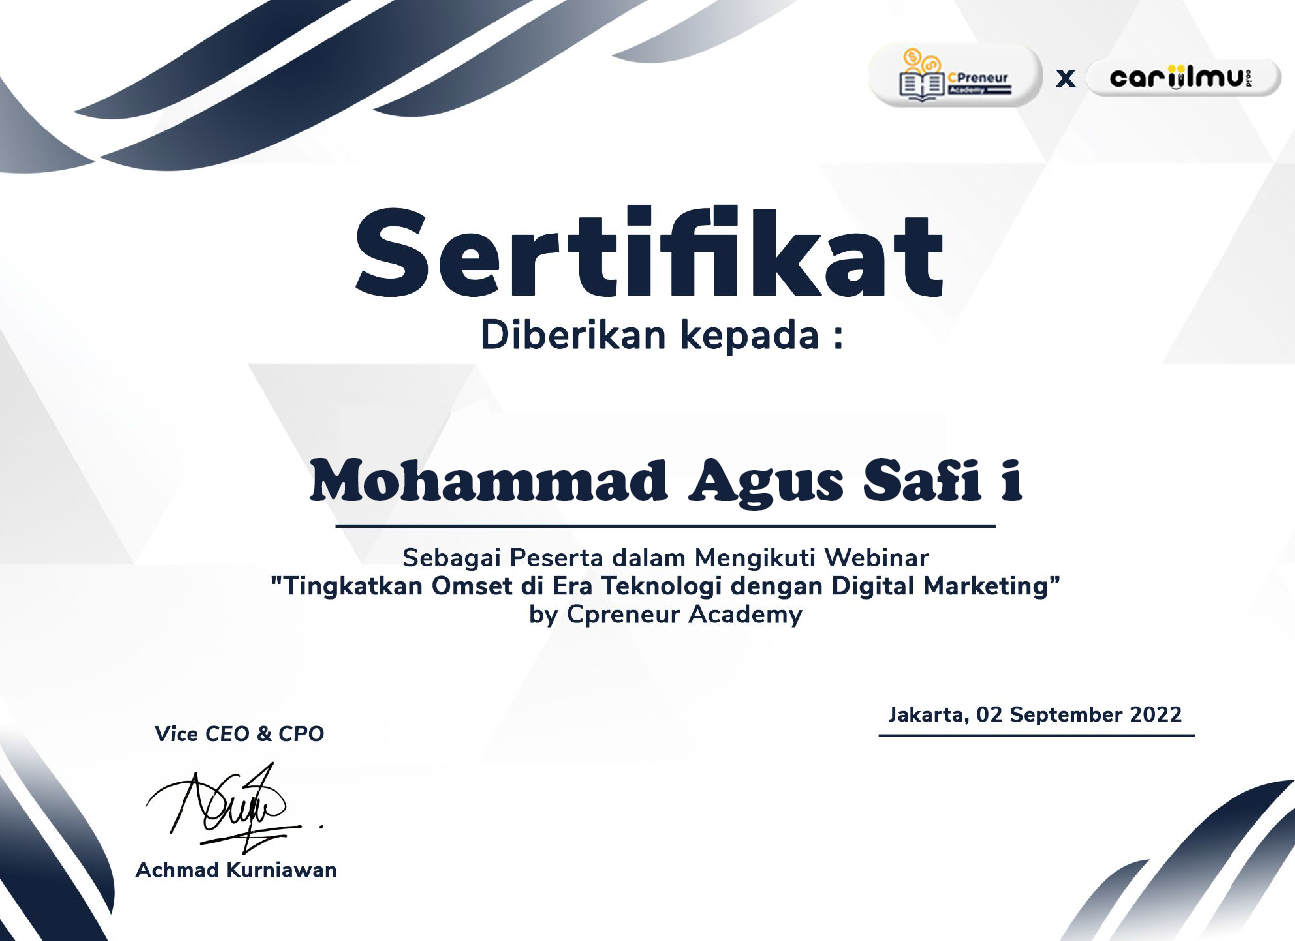 CPreneur
Academy
x
cariilmu
Sertifikat
Diberikan kepada :
Mohammad Agus Safi i
Sebagai Peserta dalam Mengikuti Webinar
"Tingkatkan Omset di Era Teknologi dengan Digital Marketing"
by Cpreneur Academy
Jakarta, 02 September 2022
Vice CEO & CPO
Achmad Kurniawan